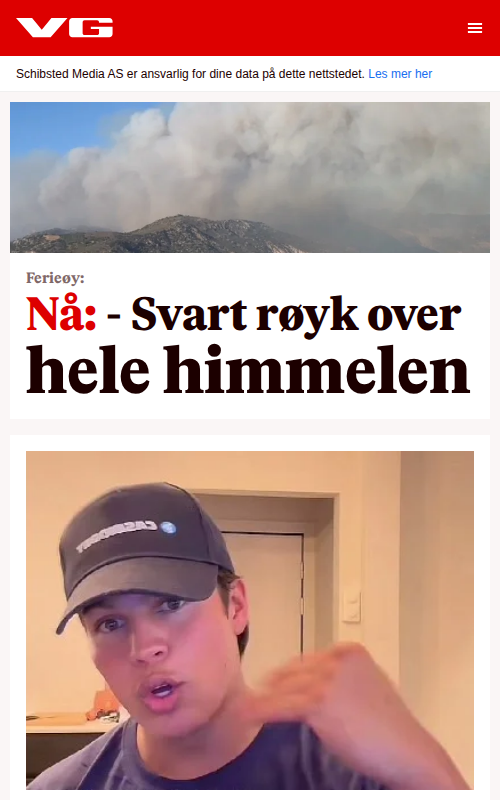 VG
Schibsted Media AS er ansvarlig for dine data på dette nettstedet. Les mer her
Ferieøy:
Nå: - Svart røyk over
hele himmelen